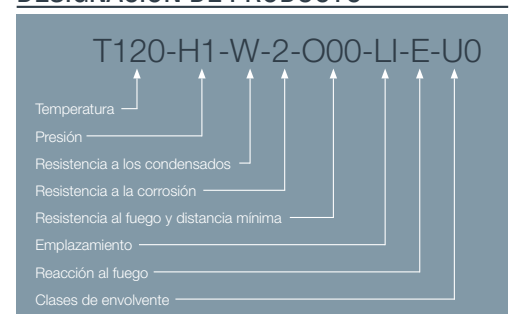 DESIGNACIÓN DE PRODUCTO
T120-H1-W-2-O00-LI-E-U0
Temperatura
Presión
Resistencia a los condensados
Resistencia a la corrosión
Resistencia al fuego y distancia mínima
Emplazamiento
Reacción al fuego
Clases de envolvente